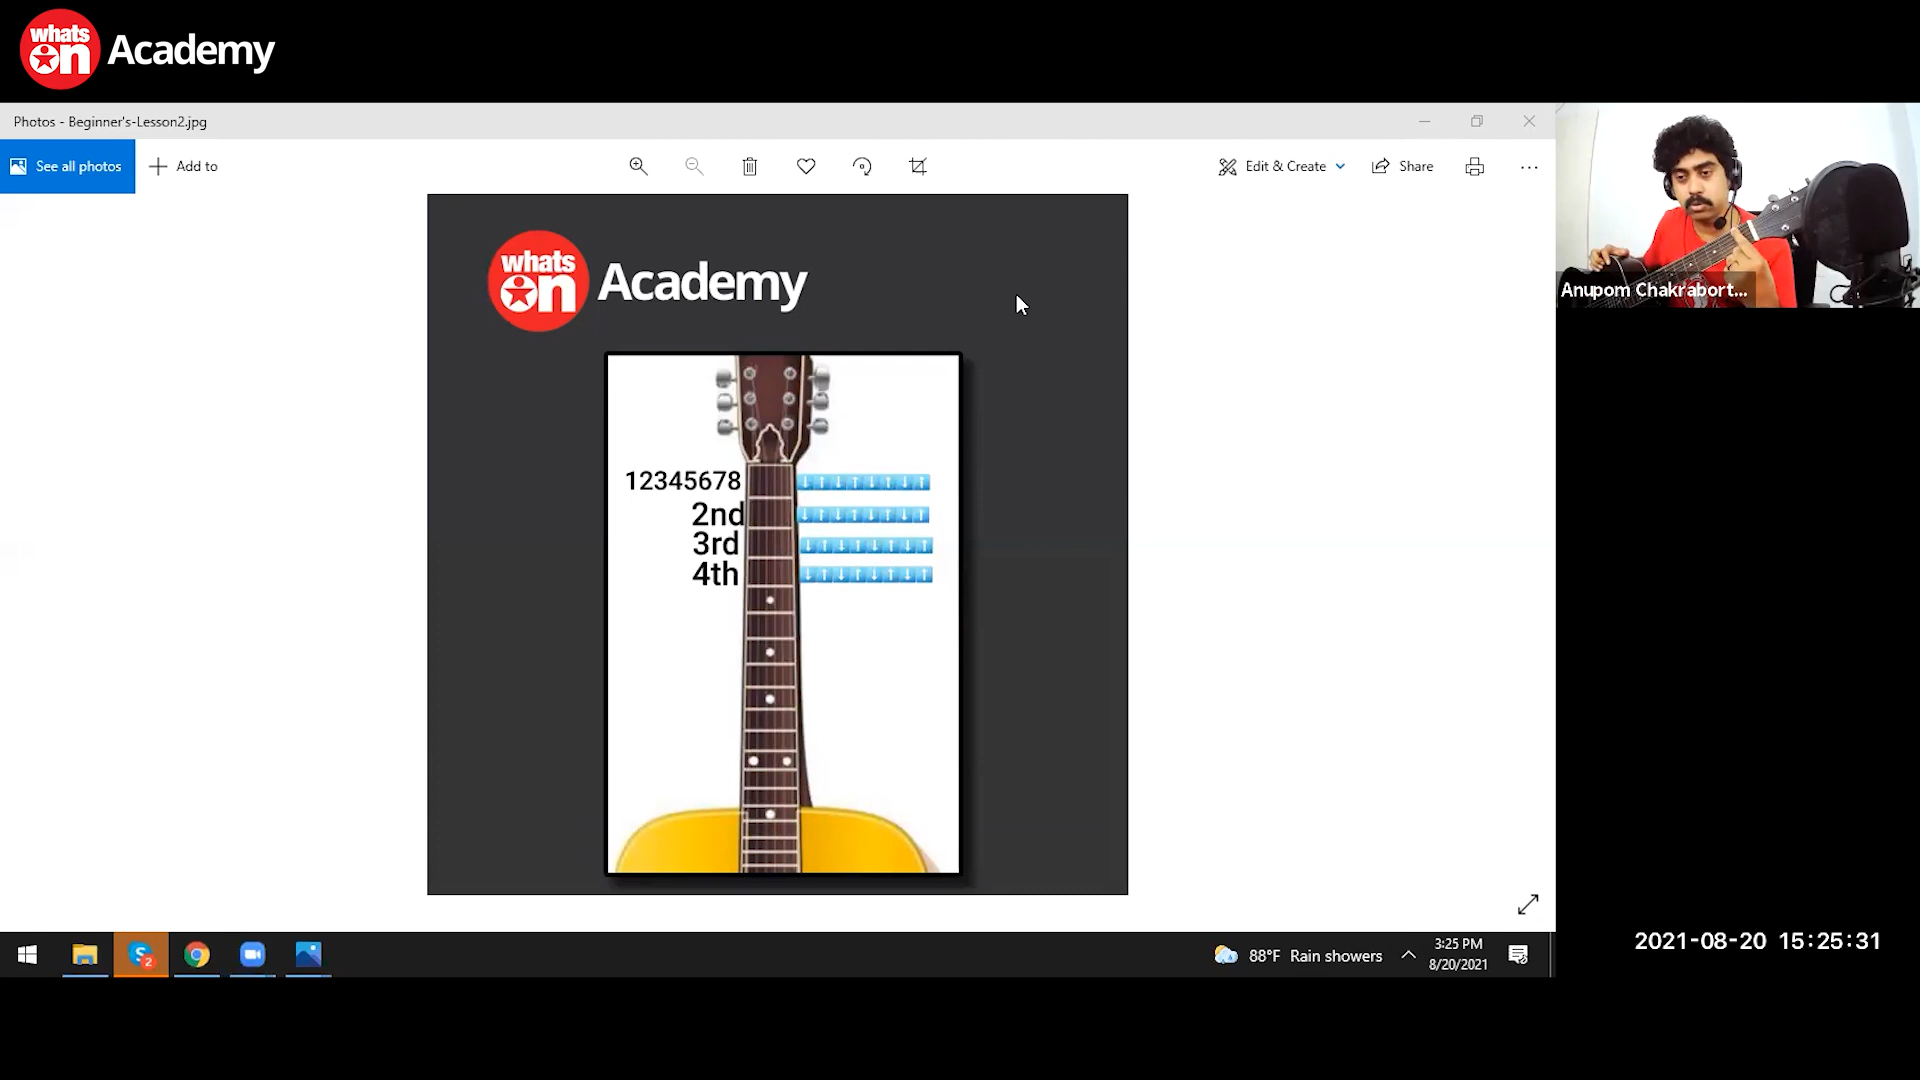 whats on Academy
Photos - Beginner's-Lesson2.jpg
See all photos
Add to
Edit & Create
Share
whats on Academy
12345678 ↓↑↓↑↓↑↓↑
2nd ↓↑↓↑↓↑↓↑
3rd ↓↑↓↑↓↑↓↑
4th ↓↑↓↑↓↑↓↑
Anupom Chakrabort...
2
88°F Rain showers
3:25 PM
8/20/2021
2021-08-20 15:25:31